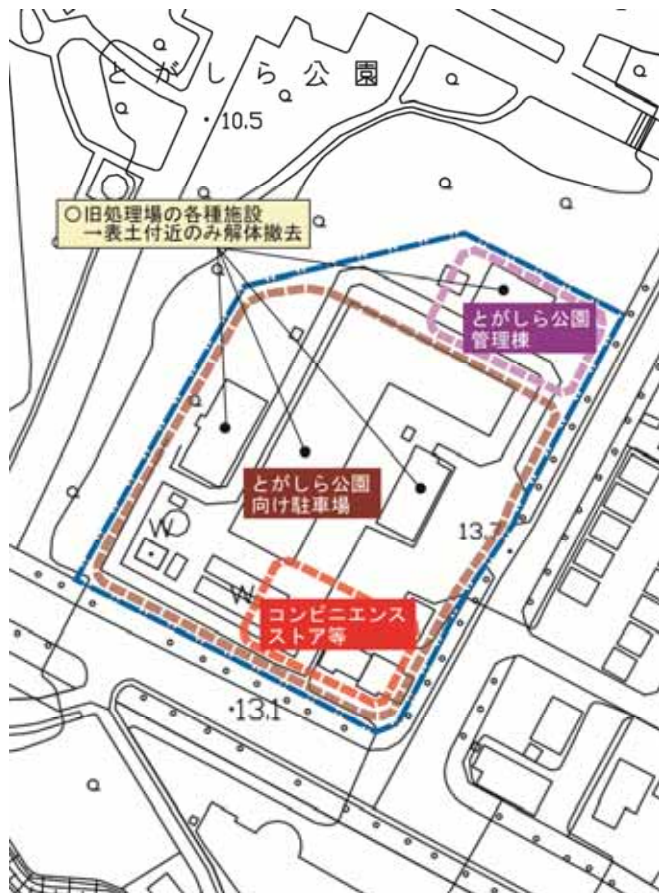 とがしら公園
・10.5
○旧処理場の各種施設
→表土付近のみ解体撤去
とがしら公園
管理棟
とがしら公園
向け駐車場
W
13.7
W
コンビニエンス
ストア等
・13.1